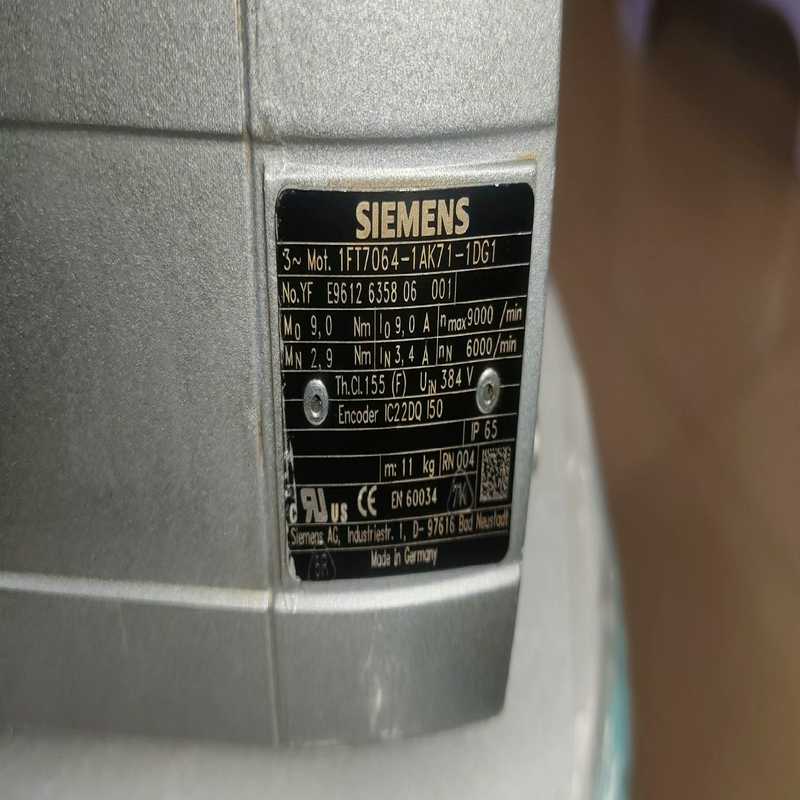 SIEMENS
3~ Mot. 1FT7064-1AK71-1DG1
No.YF E9612 6358 06 001
M0 9,0 Nm I0 9,0 A nmax 9000 /min
MN 2,9 Nm IN 3,4 A nN 6000/min
Th.Cl.155 (F) UIN 384 V
Encoder IC22DQ I50
IP 65
m: 11 kg RN 004
C RU US CE EN 60034
Siemens AG, Industriestr. 1, D-97616 Bad Neustadt
Made in Germany